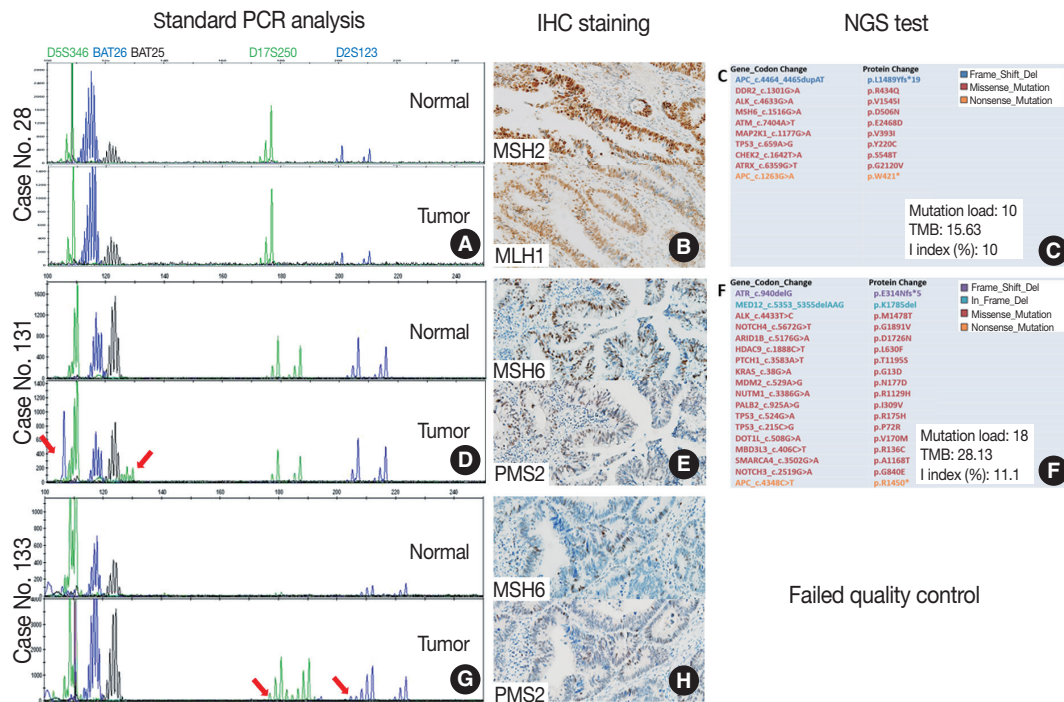 Standard PCR analysis
IHC staining
NGS test
D5S346 BAT26 BAT25 D17S250 D2S123
Case No. 28
Normal
Tumor
A
MSH2
MLH1
B
C
Gene_Codon Change Protein Change
APC_c.4464_4465dupAT p.L1489Yfs*19
DDR2_c.1301G>A p.R434Q
ALK_c.4633G>A p.V1545I
MSH6_c.1516G>A p.D506N
ATM_c.7404A>T p.E2468D
MAP2K1_c.1177G>A p.V393I
TP53_c.659A>G p.Y220C
CHEK2_c.1642T>A p.S548T
ATRX_c.6359G>T p.G2120V
APC_c.1263G>A p.W421*
Frame_Shift_Del
Missense_Mutation
Nonsense_Mutation
Mutation load: 10
TMB: 15.63
I index (%): 10
C
Case No. 131
Normal
Tumor
D
MSH6
PMS2
E
F
Gene_Codon_Change Protein Change
ATR_c.940delG p.E314Nfs*5
MED12_c.5353_5355delAAG p.K1785del
ALK_c.4433T>C p.M1478T
NOTCH4_c.5672G>T p.G1891V
ARID1B_c.5176G>A p.D1726N
HDAC9_c.1888C>T p.L630F
PTCH1_c.3583A>T p.T1195S
KRAS_c.38G>A p.G13D
MDM2_c.529A>G p.N177D
NUTM1_c.3386G>A p.R1129H
PALB2_c.925A>G p.I309V
TP53_c.524G>A p.R175H
TP53_c.215C>G p.P72R
DOT1L_c.508G>A p.V170M
MBD3L3_c.406C>T p.R136C
SMARCA4_c.3502G>A p.A1168T
NOTCH3_c.2519G>A p.G840E
APC_c.4348C>T p.R1450*
Frame_Shift_Del
In_Frame_Del
Missense_Mutation
Nonsense_Mutation
Mutation load: 18
TMB: 28.13
I index (%): 11.1
F
Case No. 133
Normal
Tumor
G
MSH6
PMS2
H
Failed quality control